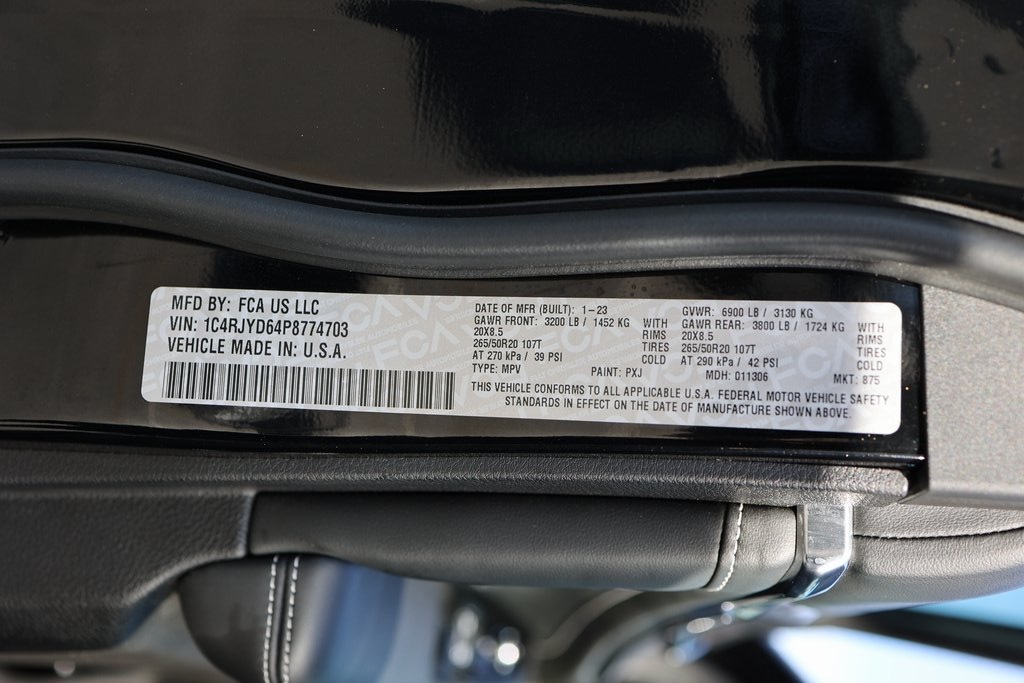 MFD BY: FCA US LLC
VIN: 1C4RJYD64P8774703
VEHICLE MADE IN: U.S.A.
DATE OF MFR (BUILT): 1-23 GVWR: 6900 LB / 3130 KG
GAWR FRONT: 3200 LB / 1452 KG WITH GAWR REAR: 3800 LB / 1724 KG WITH
20X8.5 RIMS 20X8.5 RIMS
265/50R20 107T TIRES 265/50R20 107T TIRES
AT 270 kPa / 39 PSI COLD AT 290 kPa / 42 PSI COLD
TYPE: MPV PAINT: PXJ MDH: 011306 MKT: 875
THIS VEHICLE CONFORMS TO ALL APPLICABLE U.S.A. FEDERAL MOTOR VEHICLE SAFETY
STANDARDS IN EFFECT ON THE DATE OF MANUFACTURE SHOWN ABOVE.